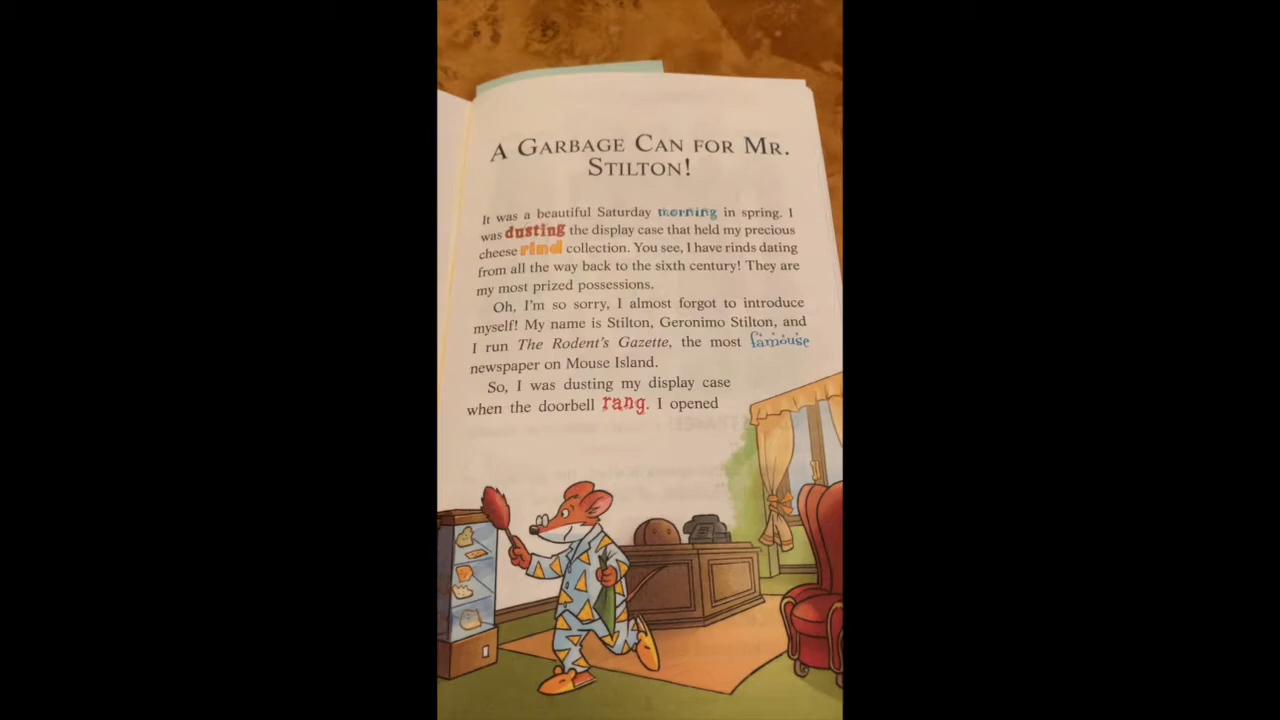 A GARBAGE CAN FOR MR.
STILTON!
It was a beautiful Saturday morning in spring. I
was dusting the display case that held my precious
cheese rind collection. You see, I have rinds dating
from all the way back to the sixth century! They are
my most prized possessions.
Oh, I'm so sorry, I almost forgot to introduce
myself! My name is Stilton, Geronimo Stilton, and
I run The Rodent's Gazette, the most famouse
newspaper on Mouse Island.
So, I was dusting my display case
when the doorbell rang. I opened